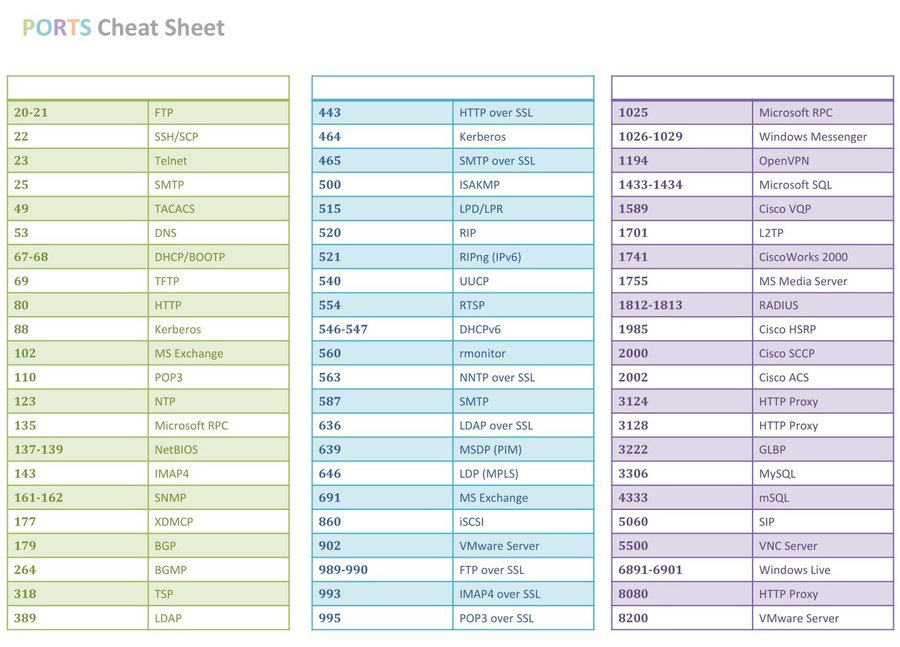 PORTS Cheat Sheet
20-21 FTP
22 SSH/SCP
23 Telnet
25 SMTP
49 TACACS
53 DNS
67-68 DHCP/BOOTP
69 TFTP
80 HTTP
88 Kerberos
102 MS Exchange
110 POP3
123 NTP
135 Microsoft RPC
137-139 NetBIOS
143 IMAP4
161-162 SNMP
177 XDMCP
179 BGP
264 BGMP
318 TSP
389 LDAP
443 HTTP over SSL
464 Kerberos
465 SMTP over SSL
500 ISAKMP
515 LPD/LPR
520 RIP
521 RIPng (IPv6)
540 UUCP
554 RTSP
546-547 DHCPv6
560 rmonitor
563 NNTP over SSL
587 SMTP
636 LDAP over SSL
639 MSDP (PIM)
646 LDP (MPLS)
691 MS Exchange
860 iSCSI
902 VMware Server
989-990 FTP over SSL
993 IMAP4 over SSL
995 POP3 over SSL
1025 Microsoft RPC
1026-1029 Windows Messenger
1194 OpenVPN
1433-1434 Microsoft SQL
1589 Cisco VQP
1701 L2TP
1741 CiscoWorks 2000
1755 MS Media Server
1812-1813 RADIUS
1985 Cisco HSRP
2000 Cisco SCCP
2002 Cisco ACS
3124 HTTP Proxy
3128 HTTP Proxy
3222 GLBP
3306 MySQL
4333 mSQL
5060 SIP
5500 VNC Server
6891-6901 Windows Live
8080 HTTP Proxy
8200 VMware Server